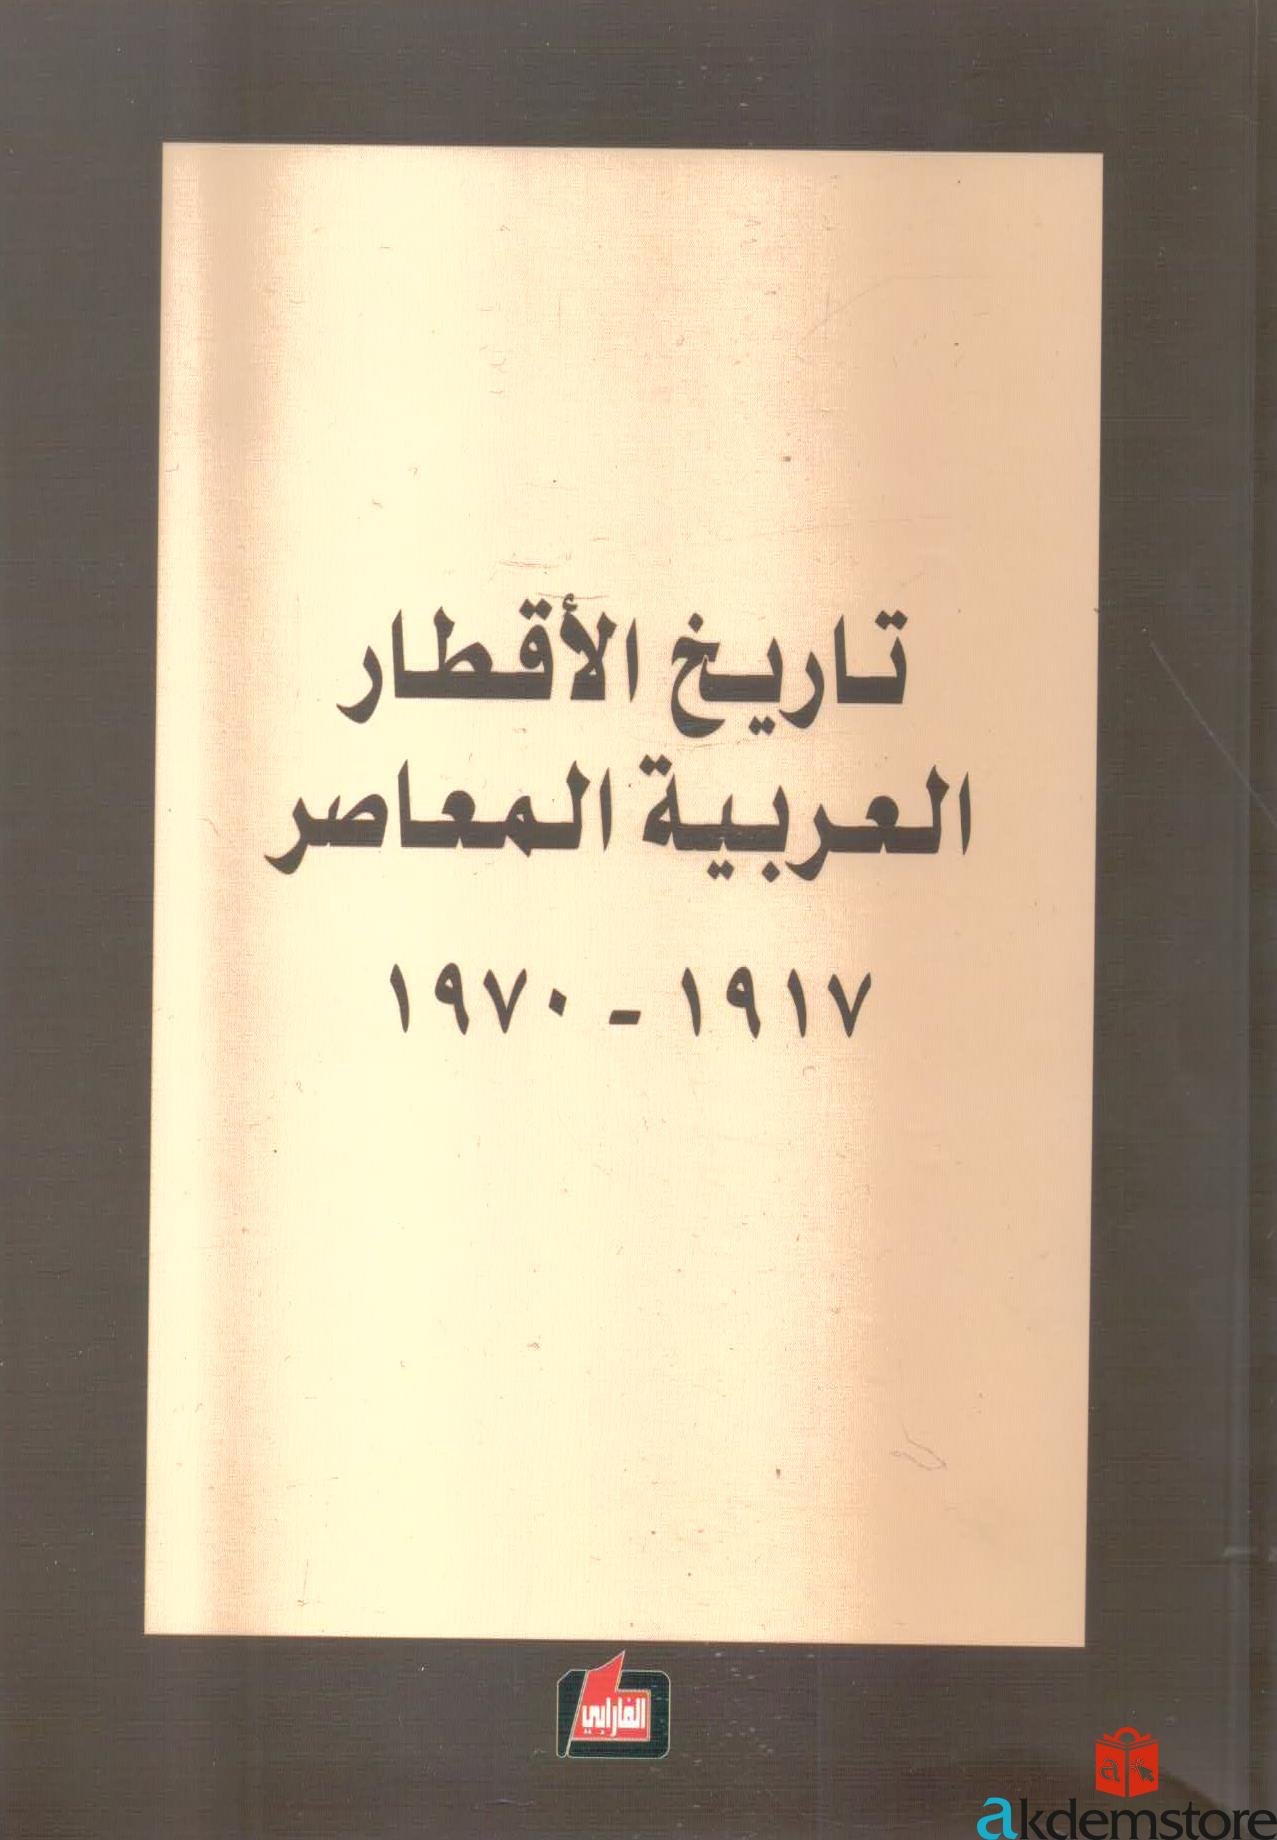 تاريخ الأقطار
العربية المعاصر
١٩١٧ - ١٩٧٠
الفارابي
a
akdemstore